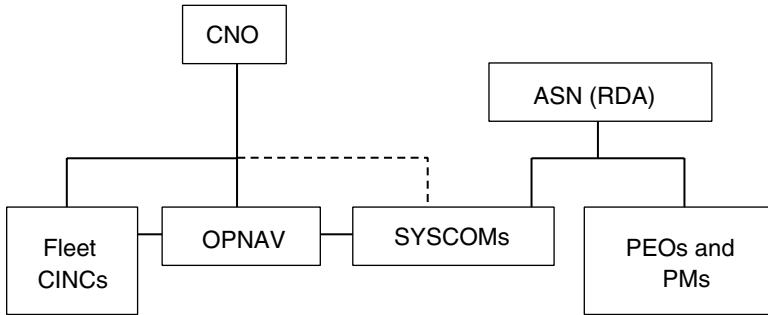 CNO
ASN (RDA)
Fleet
CINCs
OPNAV
SYSCOMs
PEOs and
PMs